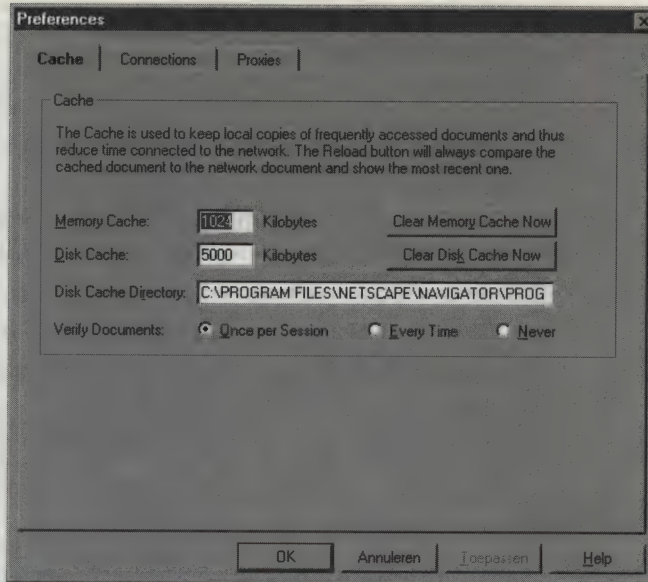 Preferences
Cache
Connections
Proxies
Cache
The Cache is used to keep local copies of frequently accessed documents and thus
reduce time connected to the network. The Reload button will always compare the
cached document to the network document and show the most recent one.
Memory Cache: 1024 Kilobytes Clear Memory Cache Now
Disk Cache: 5000 Kilobytes Clear Disk Cache Now
Disk Cache Directory: C:\PROGRAM FILES\NETSCAPE\NAVIGATOR\PROG
Verify Documents: Once per Session Every Time Never
OK Annuleren Toepassen Help